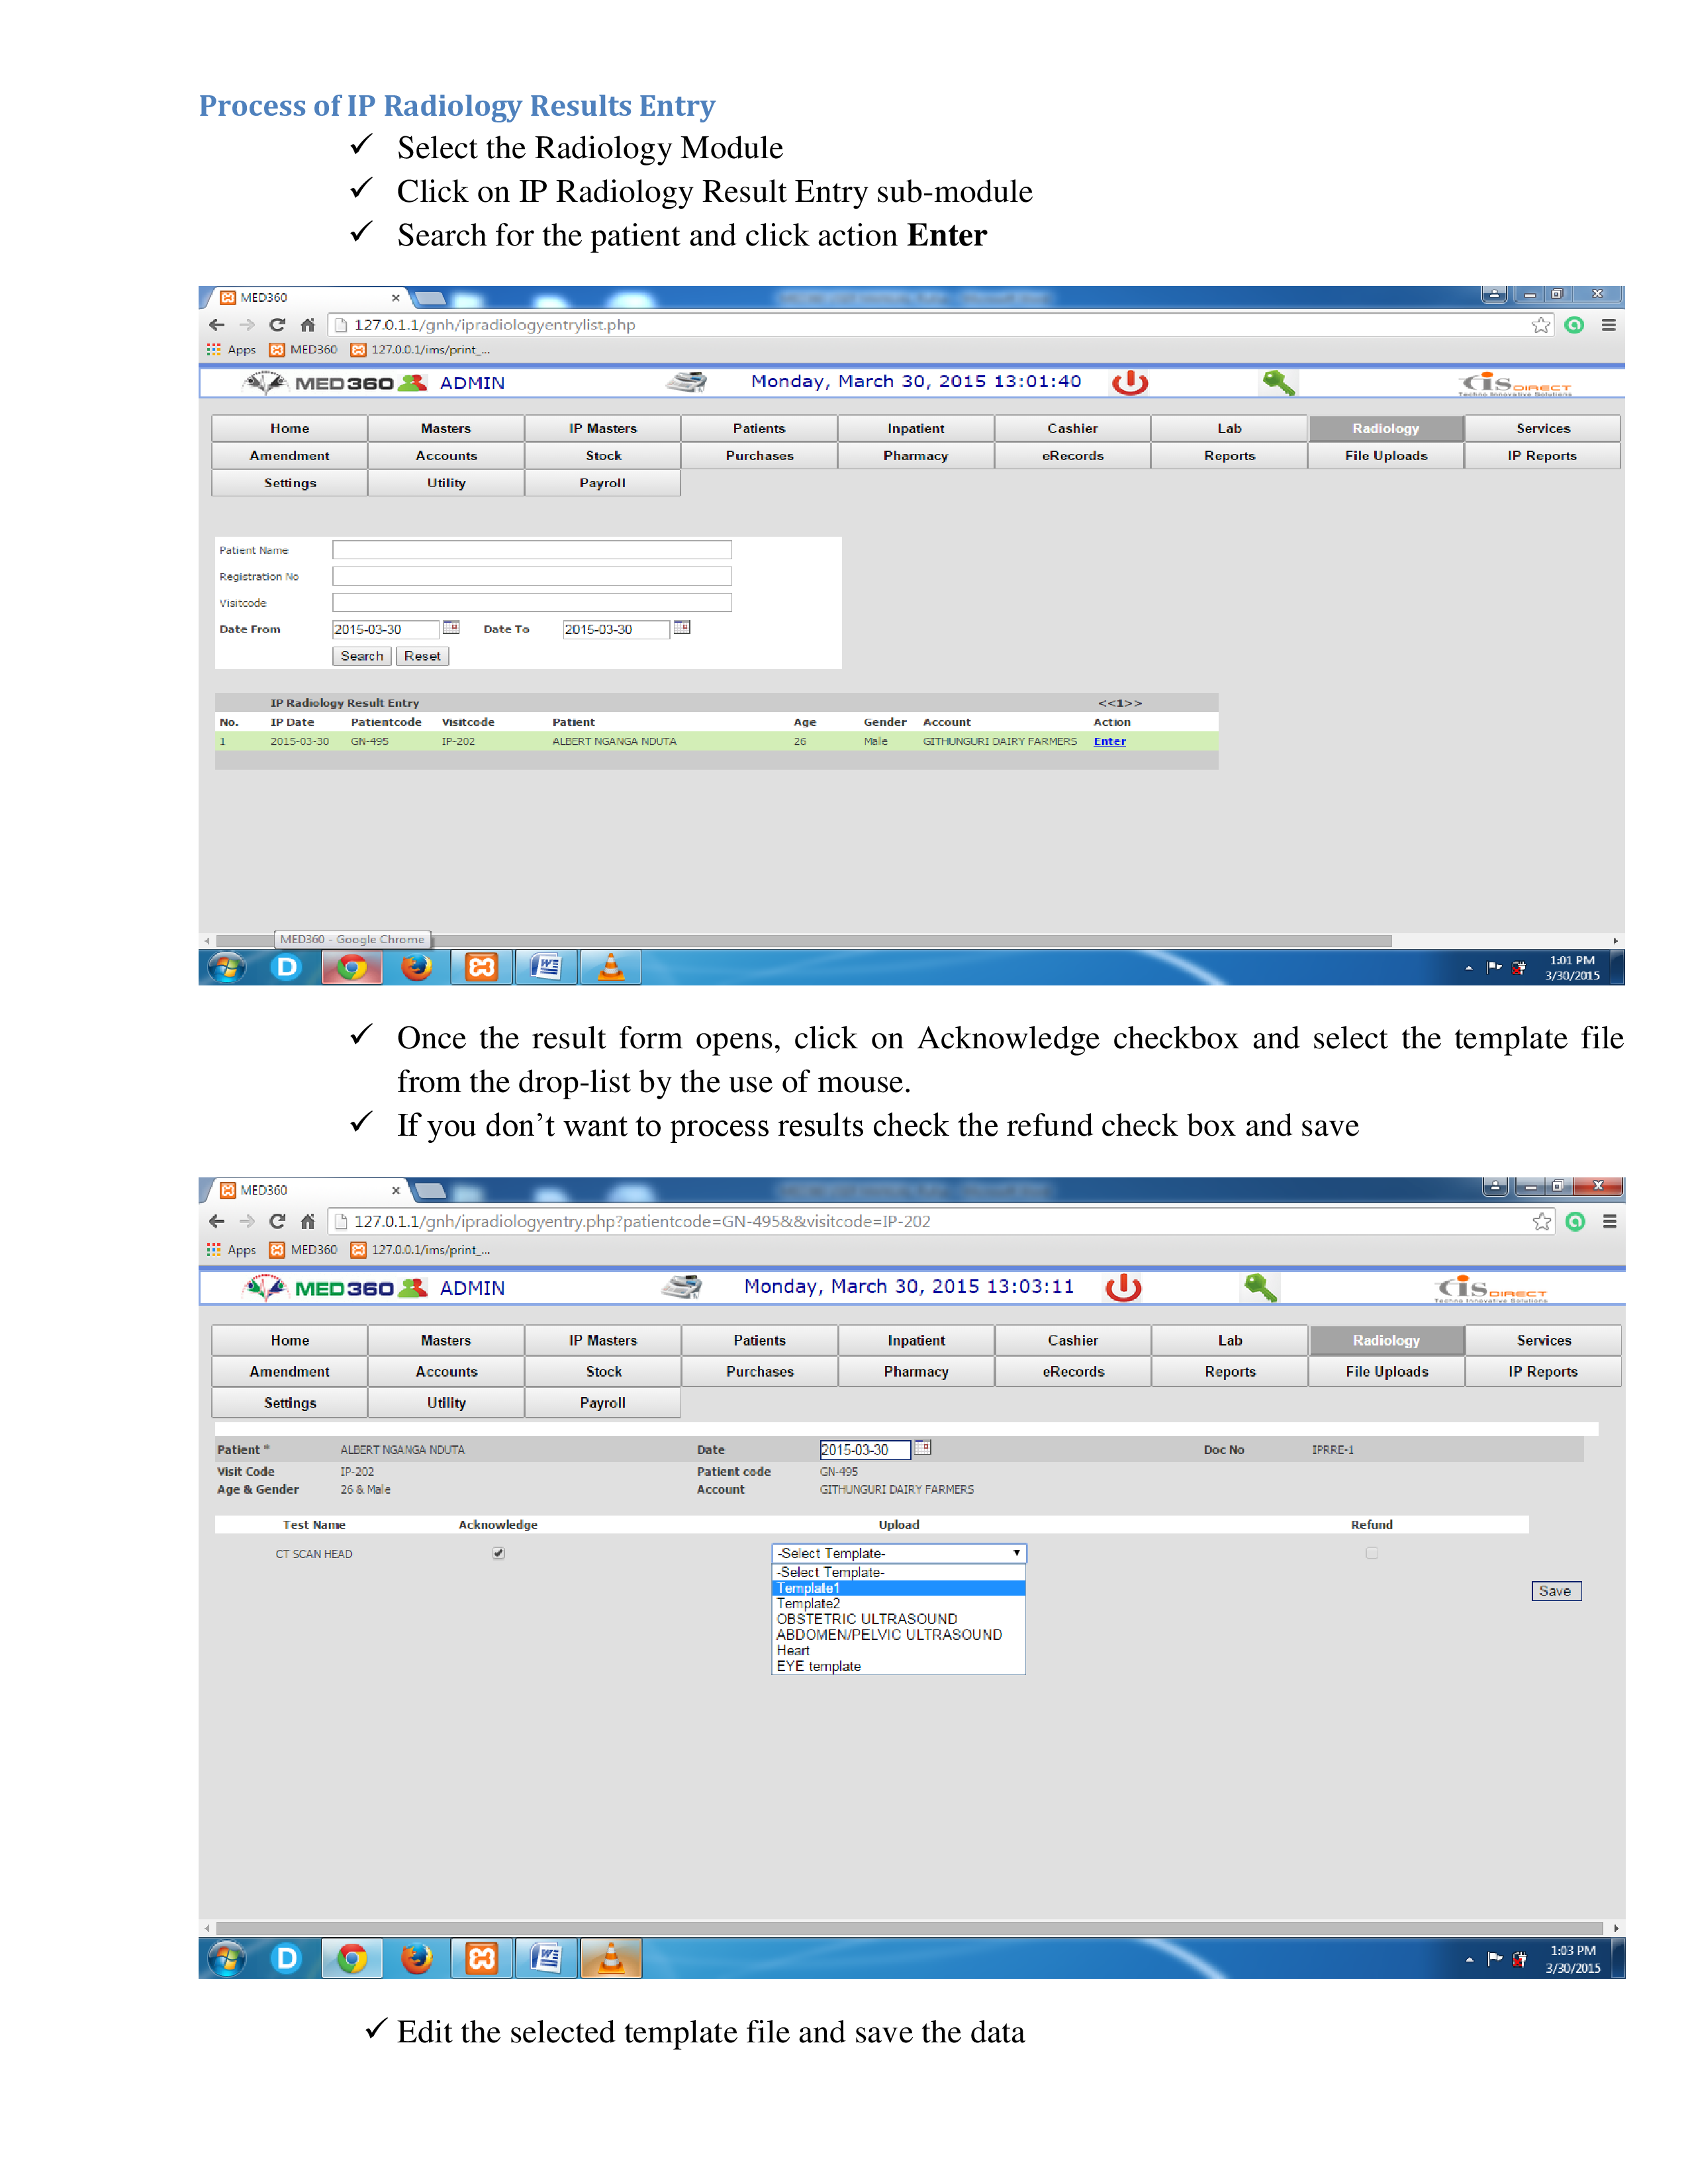 Process of IP Radiology Results Entry
✓ Select the Radiology Module
✓ Click on IP Radiology Result Entry sub-module
✓ Search for the patient and click action Enter
MED360
127.0.1.1/gnh/ipradiologyentrylist.php
Apps MED360 127.0.0.1/ims/print_...
MED360 ADMIN Monday, March 30, 2015 13:01:40 CIS DIRECT
Techno Innovative Solutions
Home Masters IP Masters Patients Inpatient Cashier Lab Radiology Services
Amendment Accounts Stock Purchases Pharmacy eRecords Reports File Uploads IP Reports
Settings Utility Payroll
Patient Name
Registration No
Visitcode
Date From 2015-03-30 Date To 2015-03-30
Search Reset
IP Radiology Result Entry <<1>>
No. IP Date Patientcode Visitcode Patient Age Gender Account Action
1 2015-03-30 GN-495 IP-202 ALBERT NGANGA NDUTA 26 Male GITHUNGURI DAIRY FARMERS Enter
MED360 - Google Chrome
1:01 PM
3/30/2015
✓ Once the result form opens, click on Acknowledge checkbox and select the template file
from the drop-list by the use of mouse.
✓ If you don’t want to process results check the refund check box and save
MED360
127.0.1.1/gnh/ipradiologyentry.php?patientcode=GN-495&&visitcode=IP-202
Apps MED360 127.0.0.1/ims/print_...
MED360 ADMIN Monday, March 30, 2015 13:03:11 CIS DIRECT
Techno Innovative Solutions
Home Masters IP Masters Patients Inpatient Cashier Lab Radiology Services
Amendment Accounts Stock Purchases Pharmacy eRecords Reports File Uploads IP Reports
Settings Utility Payroll
Patient * ALBERT NGANGA NDUTA Date 2015-03-30 Doc No IPRRE-1
Visit Code IP-202 Patient code GN-495
Age & Gender 26 & Male Account GITHUNGURI DAIRY FARMERS
Test Name Acknowledge Upload Refund
CT SCAN HEAD -Select Template-
-Select Template-
Template1
Save
Template2
OBSTETRIC ULTRASOUND
ABDOMEN/PELVIC ULTRASOUND
Heart
EYE template
1:03 PM
3/30/2015
✓ Edit the selected template file and save the data